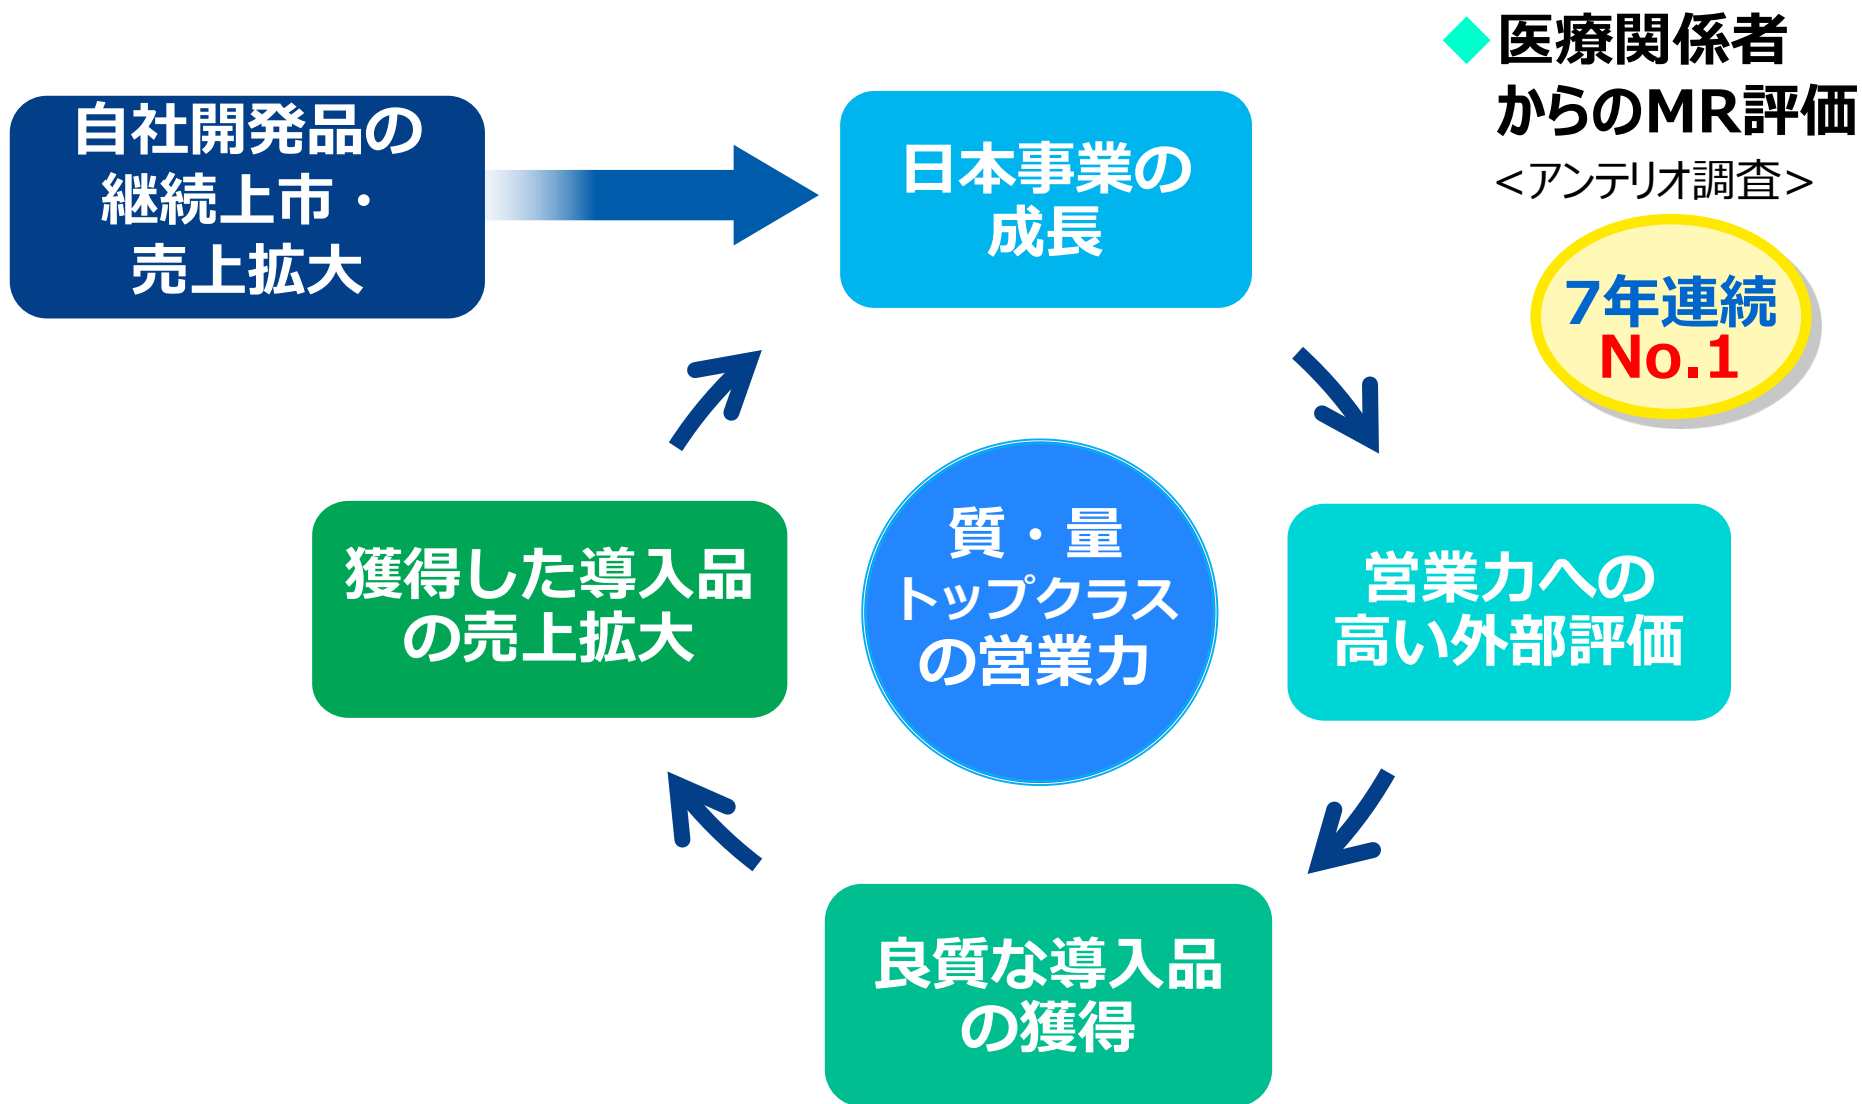 自社開発品の
継続上市・
売上拡大
日本事業の
成長
◆医療関係者
からのMR評価
<アンテリオ調査>
7年連続
No.1
獲得した導入品
の売上拡大
質・量
トップクラス
の営業力
営業力への
高い外部評価
良質な導入品
の獲得